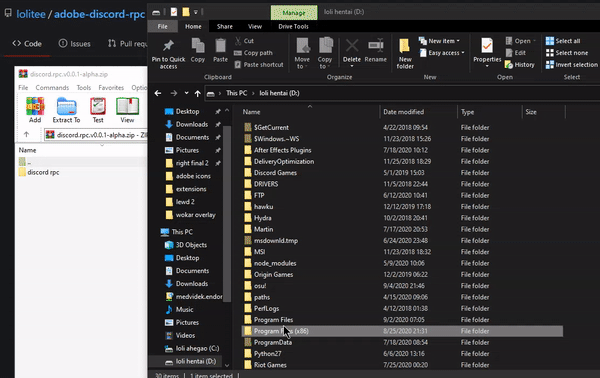 lolitee / adobe-discord-rpc
Code Issues Pull requ
discord.rpc.v0.0.1-alpha.zip
File Commands Tools Favorites Opti
Add Extract To Test View
discord.rpc.v0.0.1-alpha.zip - ZI
Name
..
discord rpc
Manage loli hentai (D:)
File Home Share View Drive Tools
Pin to Quick access
Copy
Paste
Cut
Copy path
Paste shortcut
Clipboard
Move to
Copy to
Delete
Rename
Organize
New folder
New item
Easy access
New
Properties
Open
Edit
History
Open
Select all
Select none
Invert selection
Select
This PC loli hentai (D:)
Desktop
Downloads
Documents
Pictures
right final 2
adobe icons
extensions
lewd 2
wokar overlay
This PC
3D Objects
Desktop
Documents
Downloads
medvidek.endor
Music
Pictures
Videos
loli ahegao (C:)
loli hentai (D:)
Name Date modified Type Size
$GetCurrent 4/22/2018 09:54 File folder
$Windows.~WS 11/23/2018 15:26 File folder
After Effects Plugins 7/18/2020 10:12 File folder
DeliveryOptimization 11/25/2018 18:29 File folder
Discord Games 5/1/2019 15:03 File folder
DRIVERS 11/5/2018 22:44 File folder
FTP 6/12/2020 10:41 File folder
hawku 12/12/2019 17:18 File folder
Hydra 10/2/2018 20:41 File folder
Martin 7/17/2020 20:53 File folder
msdownld.tmp 6/24/2020 23:48 File folder
MSI 11/23/2018 18:32 File folder
node_modules 5/9/2020 10:06 File folder
Origin Games 12/2/2019 06:22 File folder
osu! 9/4/2020 21:46 File folder
paths 4/15/2020 09:06 File folder
PerfLogs 4/12/2018 01:38 File folder
Program Files 9/2/2020 07:05 File folder
Program Files (x86) 8/25/2020 21:31 File folder
ProgramData 7/18/2020 08:54 File folder
Python27 6/6/2020 13:16 File folder
Riot Games 7/25/2020 00:20 File folder
30 items 1 item selected